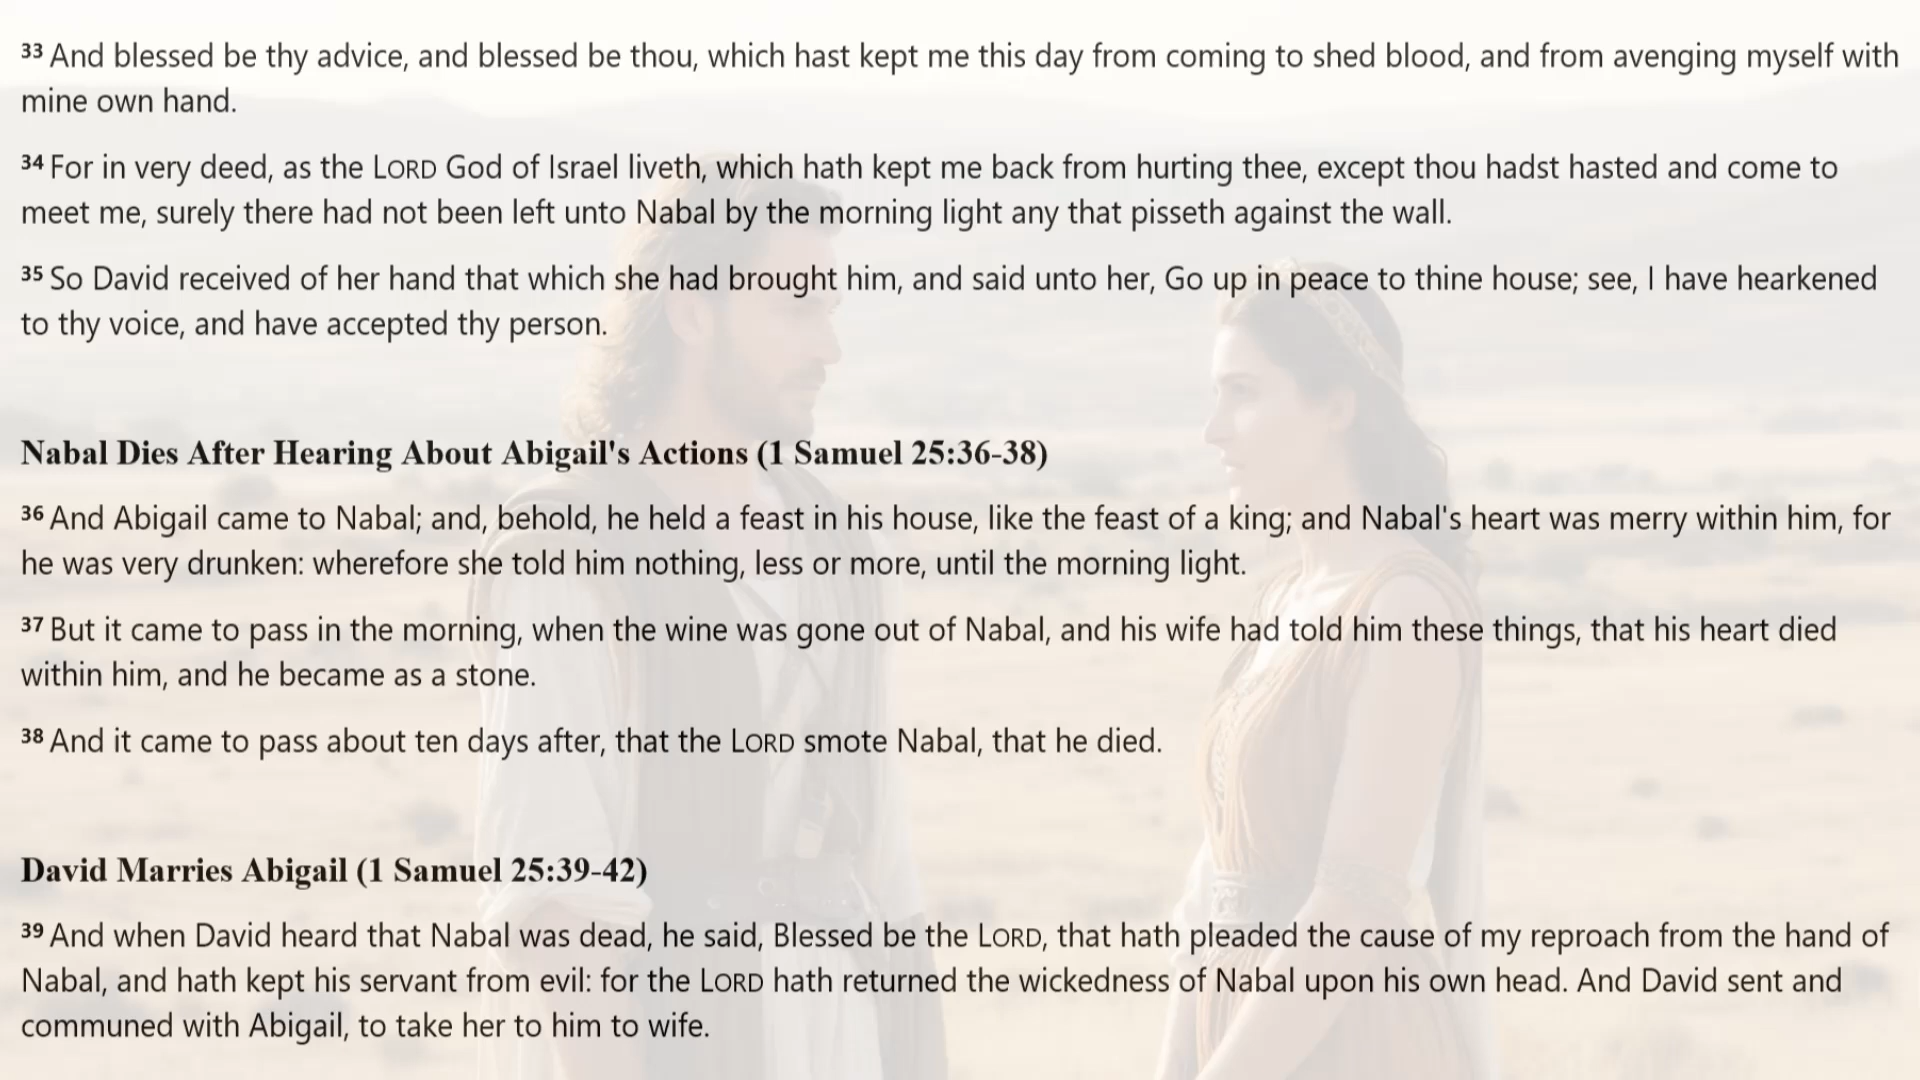 33 And blessed be thy advice, and blessed be thou, which hast kept me this day from coming to shed blood, and from avenging myself with
mine own hand.
34 For in very deed, as the LORD God of Israel liveth, which hath kept me back from hurting thee, except thou hadst hasted and come to
meet me, surely there had not been left unto Nabal by the morning light any that pisseth against the wall.
35 So David received of her hand that which she had brought him, and said unto her, Go up in peace to thine house; see, I have hearkened
to thy voice, and have accepted thy person.
Nabal Dies After Hearing About Abigail's Actions (1 Samuel 25:36-38)
36 And Abigail came to Nabal; and, behold, he held a feast in his house, like the feast of a king; and Nabal's heart was merry within him, for
he was very drunken: wherefore she told him nothing, less or more, until the morning light.
37 But it came to pass in the morning, when the wine was gone out of Nabal, and his wife had told him these things, that his heart died
within him, and he became as a stone.
38 And it came to pass about ten days after, that the LORD smote Nabal, that he died.
David Marries Abigail (1 Samuel 25:39-42)
39 And when David heard that Nabal was dead, he said, Blessed be the LORD, that hath pleaded the cause of my reproach from the hand of
Nabal, and hath kept his servant from evil: for the LORD hath returned the wickedness of Nabal upon his own head. And David sent and
communed with Abigail, to take her to him to wife.